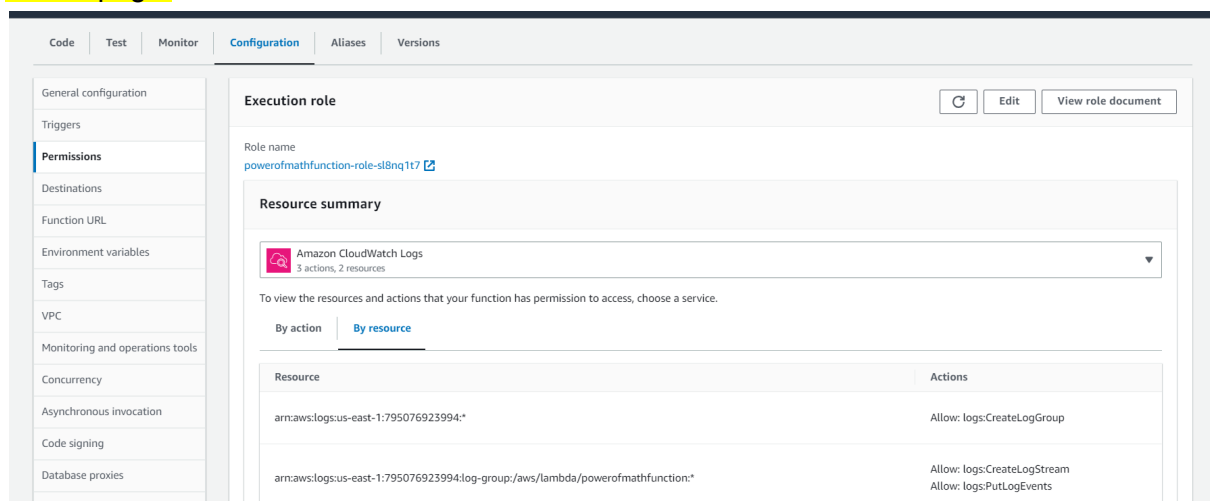 Code Test Monitor Configuration Aliases Versions
General configuration
Triggers
Permissions
Destinations
Function URL
Environment variables
Tags
VPC
Monitoring and operations tools
Concurrency
Asynchronous invocation
Code signing
Database proxies
Execution role
Edit View role document
Role name
powerofmathfunction-role-sl8nq1t7
Resource summary
Amazon CloudWatch Logs
3 actions, 2 resources
To view the resources and actions that your function has permission to access, choose a service.
By action By resource
Resource Actions
arn:aws:logs:us-east-1:795076923994:* Allow: logs:CreateLogGroup
arn:aws:logs:us-east-1:795076923994:log-group:/aws/lambda/powerofmathfunction:* Allow: logs:CreateLogStream
Allow: logs:PutLogEvents